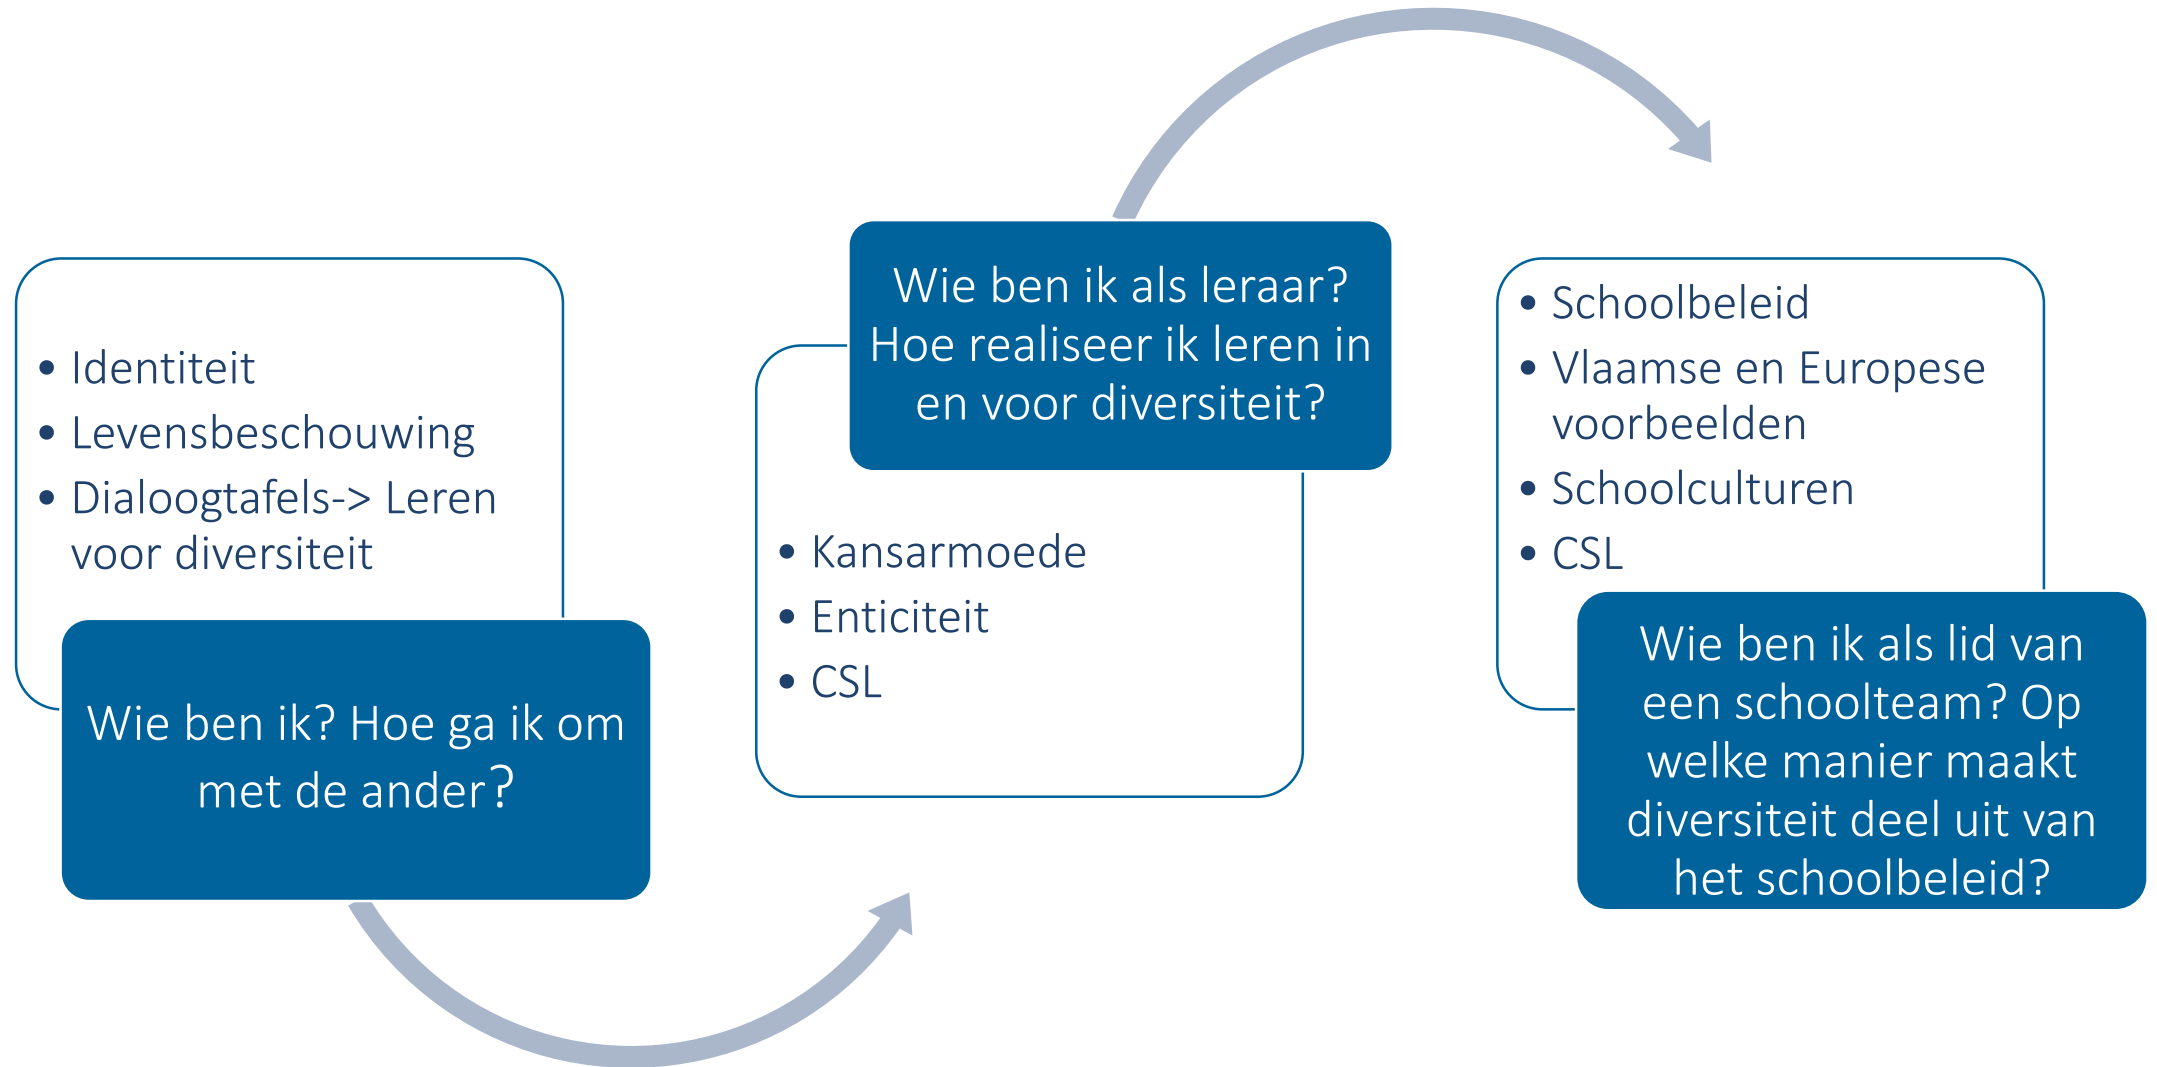 • Identiteit
• Levensbeschouwing
• Dialoogtafels-> Leren
voor diversiteit
Wie ben ik? Hoe ga ik om
met de ander?
Wie ben ik als leraar?
Hoe realiseer ik leren in
en voor diversiteit?
• Kansarmoede
• Enticiteit
• CSL
• Schoolbeleid
• Vlaamse en Europese
voorbeelden
• Schoolculturen
• CSL
Wie ben ik als lid van
een schoolteam? Op
welke manier maakt
diversiteit deel uit van
het schoolbeleid?